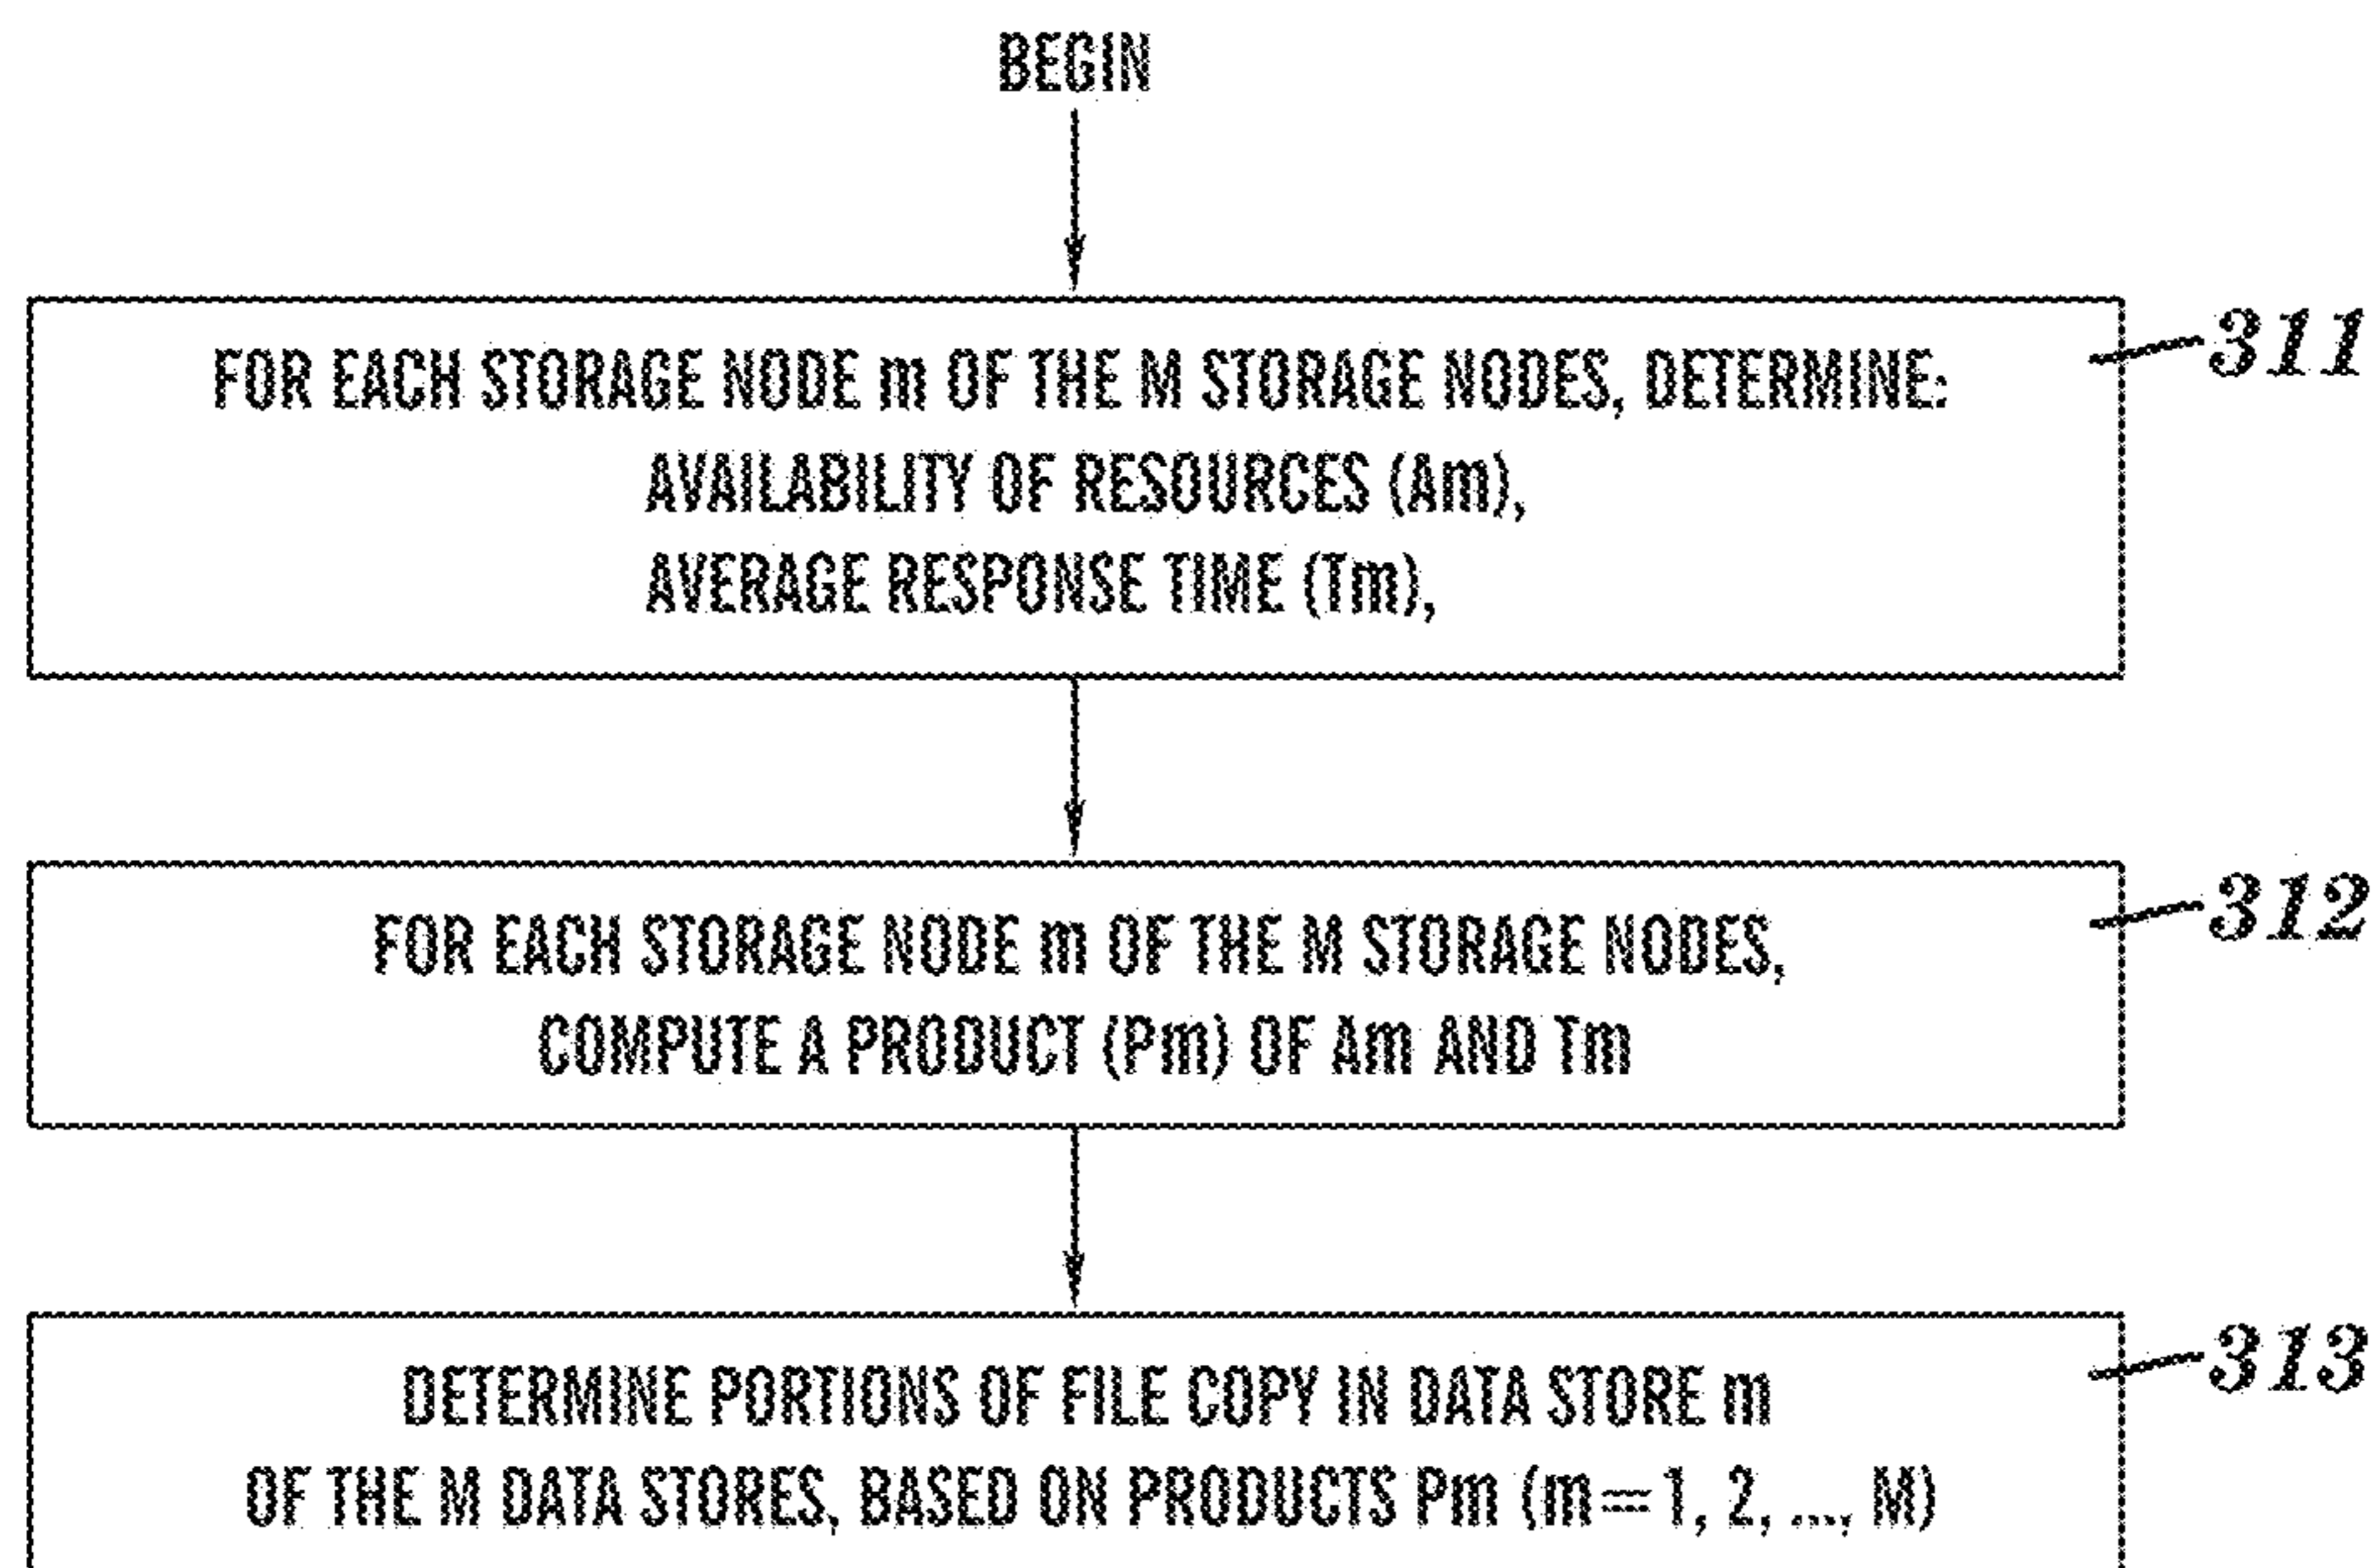 BEGIN
FOR EACH STORAGE NODE m OF THE M STORAGE NODES, DETERMINE:
311
AVAILABILITY OF RESOURCES (Am),
AVERAGE RESPONSE TIME (Tm),
FOR EACH STORAGE NODE m OF THE M STORAGE NODES,
312
COMPUTE A PRODUCT (Pm) OF Am AND Tm
DETERMINE PORTIONS OF FILE COPY IN DATA STORE m
313
OF THE M DATA STORES, BASED ON PRODUCTS Pm (m=1, 2, ..., M)